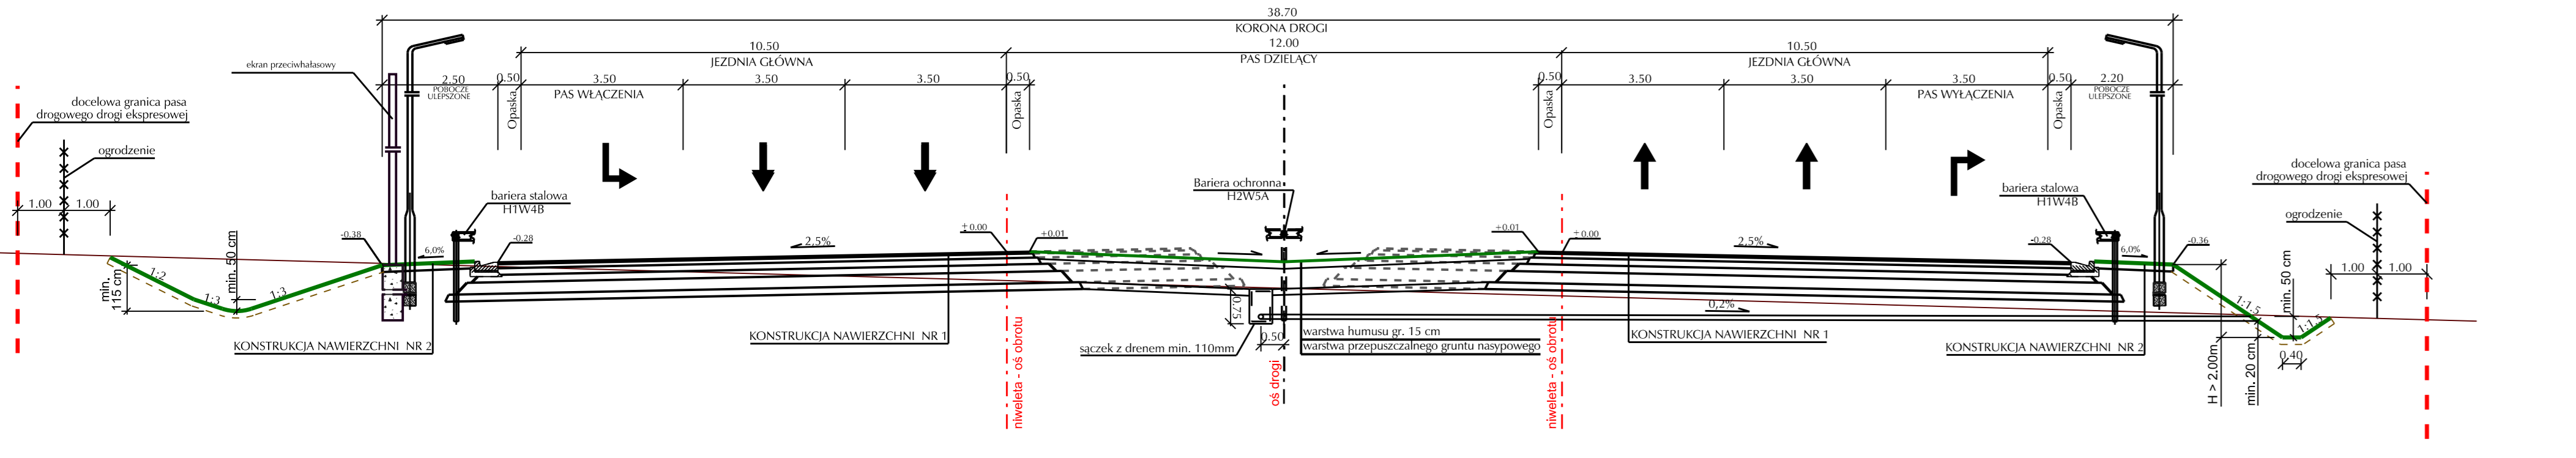 38.70
KORONA DROGI
10.50
JEZDNIA GŁÓWNA
12.00
PAS DZIELĄCY
10.50
JEZDNIA GŁÓWNA
ekran przeciwhałasowy
2.50
POBOCZE
ULEPSZONE
0.50
Opaska
3.50
PAS WŁĄCZENIA
3.50
3.50
0.50
Opaska
0.50
Opaska
3.50
3.50
3.50
PAS WYŁĄCZENIA
0.50
Opaska
2.20
POBOCZE
ULEPSZONE
docelowa granica pasa
drogowego drogi ekspresowej
ogrodzenie
1.00
1.00
bariera stalowa
H1W4B
Bariera ochronna
H2W5A
bariera stalowa
H1W4B
docelowa granica pasa
drogowego drogi ekspresowej
ogrodzenie
1.00
1.00
-0.38
6,0%
-0.28
2,5%
±0.00
+0.01
+0.01
±0.00
2,5%
-0.28
6,0%
-0.36
min.
115 cm
1:2
1:3
min. 50 cm
1:3
0.75
0.50
0,2%
1:1.5
min. 50 cm
1:1.5
0.40
H > 2.00m
min. 20 cm
KONSTRUKCJA NAWIERZCHNI NR 2
KONSTRUKCJA NAWIERZCHNI NR 1
sączek z drenem min. 110mm
warstwa humusu gr. 15 cm
warstwa przepuszczalnego gruntu nasypowego
KONSTRUKCJA NAWIERZCHNI NR 1
KONSTRUKCJA NAWIERZCHNI NR 2
niweleta - oś obrotu
oś drogi
niweleta - oś obrotu